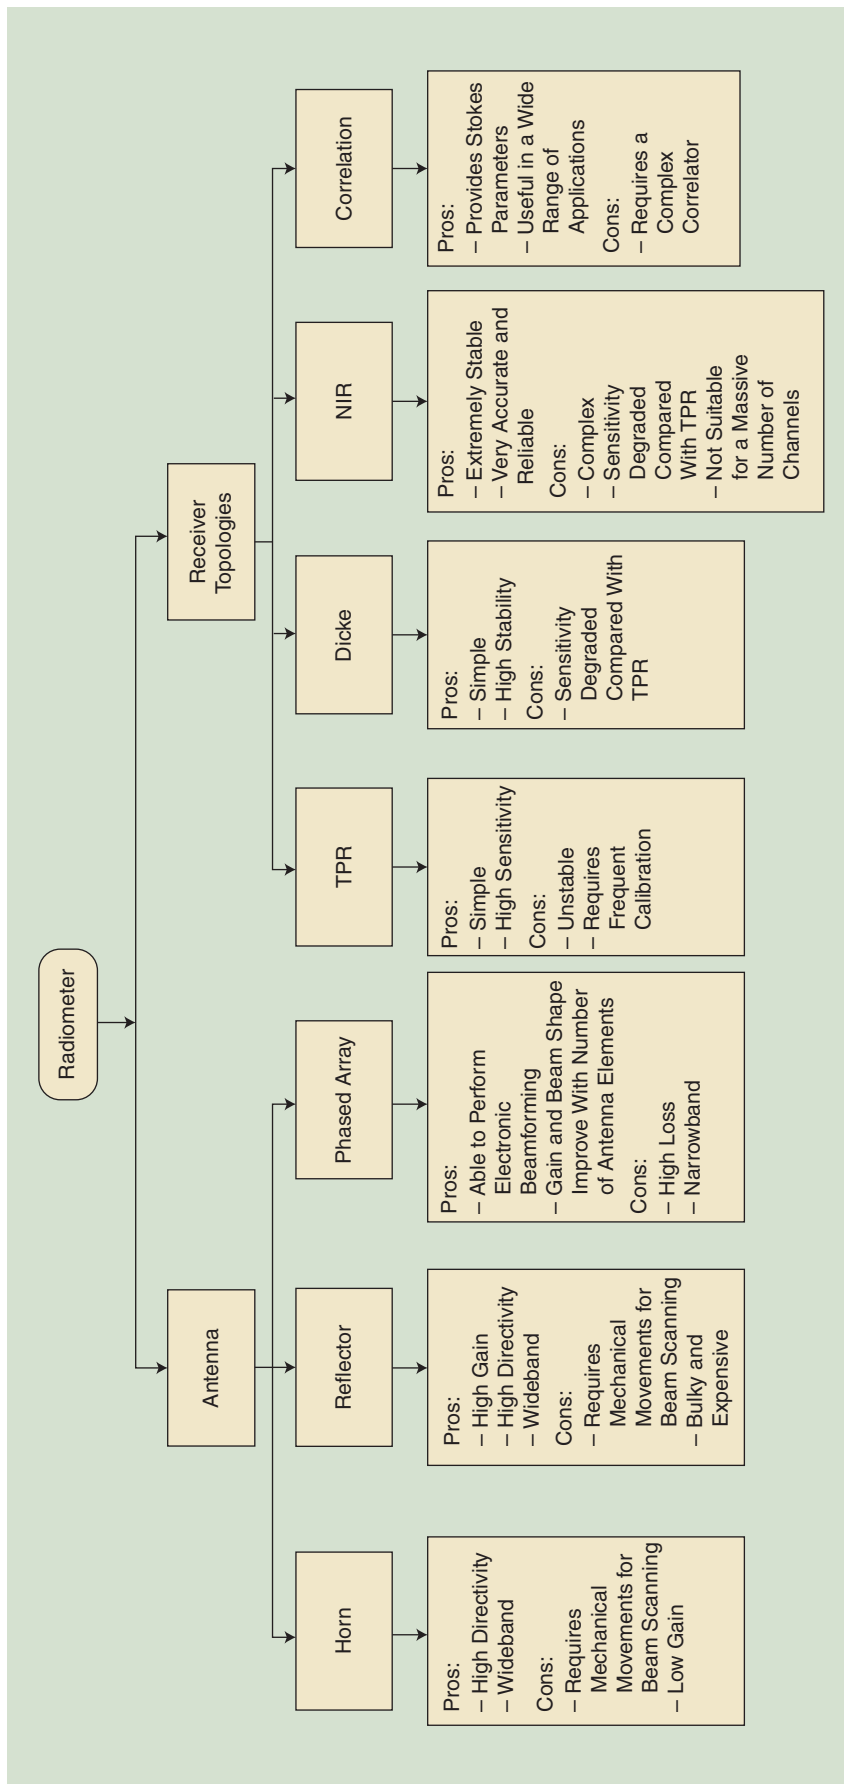 Radiometer
Antenna
Receiver
Topologies
Horn
Reflector
Phased Array
TPR
Dicke
NIR
Correlation
Pros:
– High Directivity
– Wideband
Cons:
– Requires
Mechanical
Movements for
Beam Scanning
– Low Gain
Pros:
– High Gain
– High Directivity
– Wideband
Cons:
– Requires
Mechanical
Movements for
Beam Scanning
– Bulky and
Expensive
Pros:
– Able to Perform
Electronic
Beamforming
– Gain and Beam Shape
Improve With Number
of Antenna Elements
Cons:
– High Loss
– Narrowband
Pros:
– Simple
– High Sensitivity
Cons:
– Unstable
– Requires
Frequent
Calibration
Pros:
– Simple
– High Stability
Cons:
– Sensitivity
Degraded
Compared With
TPR
Pros:
– Extremely Stable
– Very Accurate and
Reliable
Cons:
– Complex
– Sensitivity
Degraded
Compared
With TPR
– Not Suitable
for a Massive
Number of
Channels
Pros:
– Provides Stokes
Parameters
– Useful in a Wide
Range of
Applications
Cons:
– Requires a
Complex
Correlator